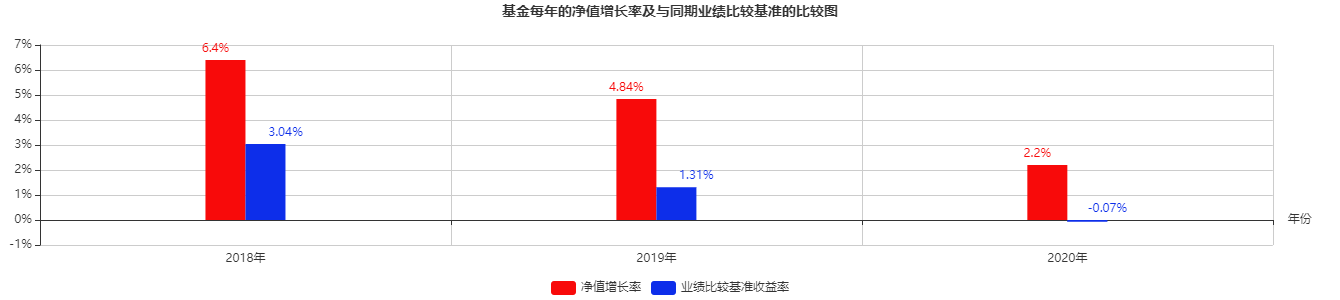 基金每年的净值增长率及与同期业绩比较基准的比较图
7%
6%
5%
4%
3%
2%
1%
0%
-1%
6.4%
3.04%
4.84%
1.31%
2.2%
-0.07%
年份
2018年
2019年
2020年
净值增长率
业绩比较基准收益率